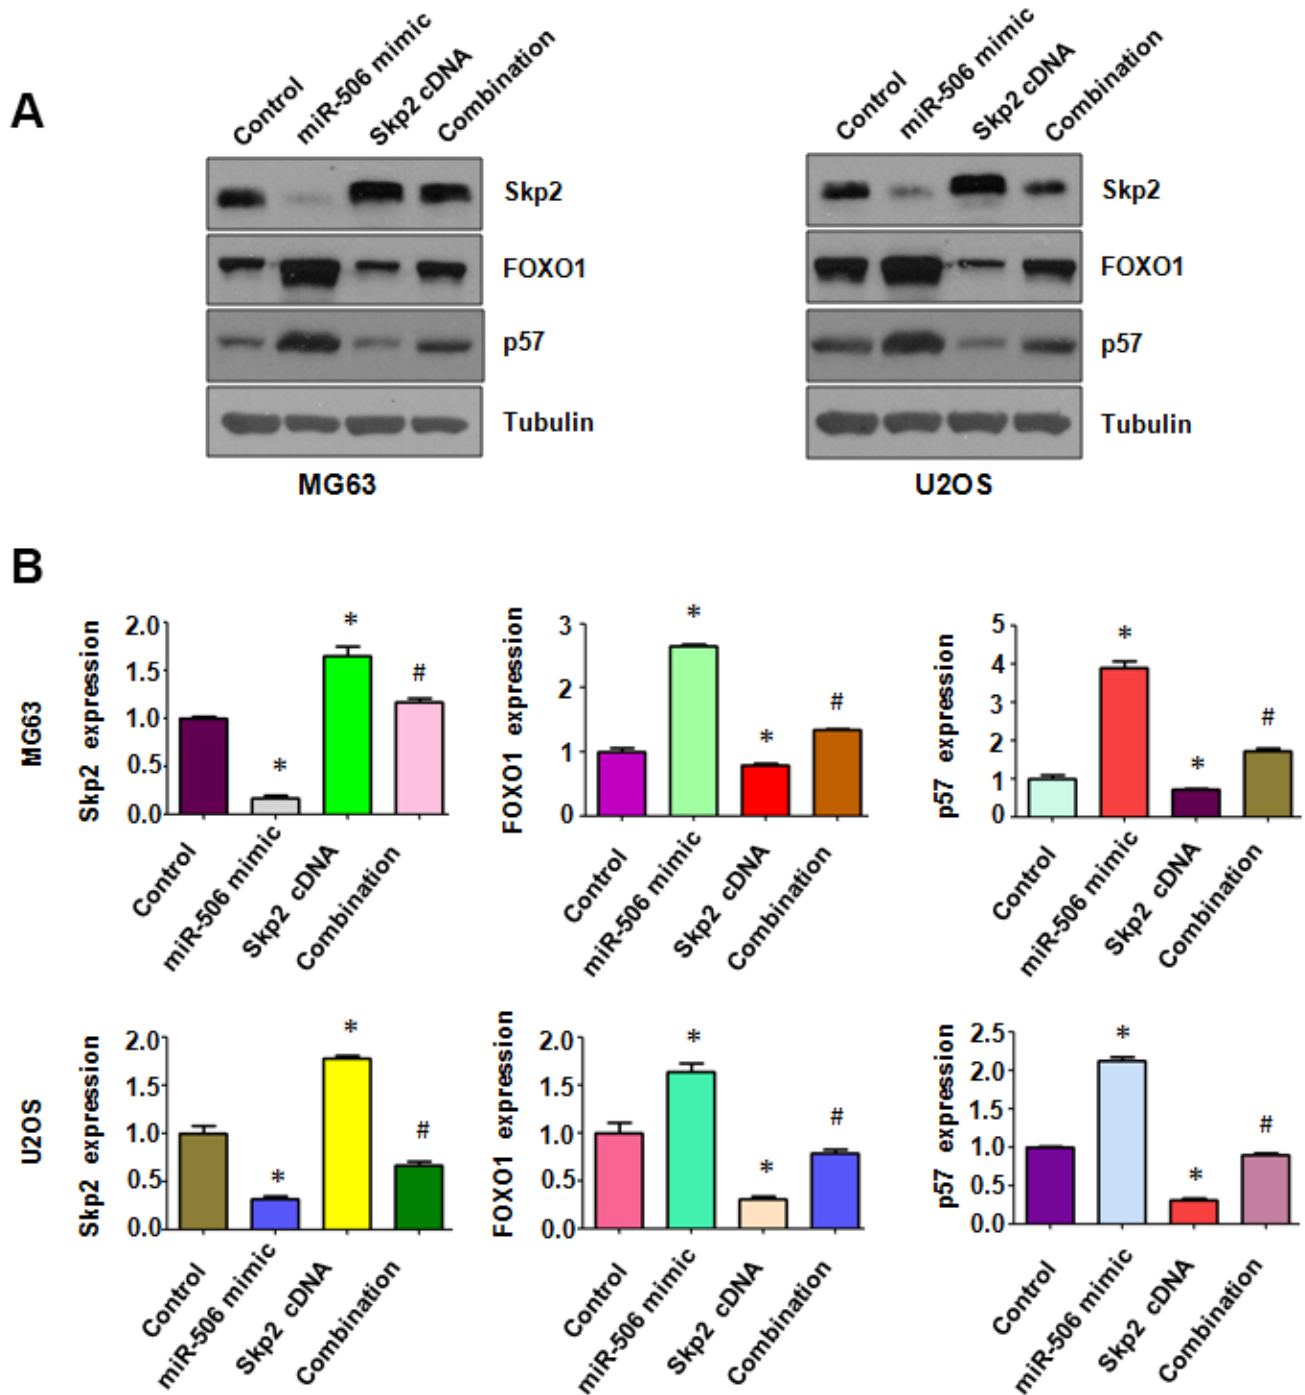 A
Control
miR-506 mimic
Skp2 cDNA
Combination
Control
miR-506 mimic
Skp2 cDNA
Combination
Skp2
FOXO1
p57
Tubulin
MG63
Skp2
FOXO1
p57
Tubulin
U2OS
B
MG63
Skp2 expression
2.0
1.5
1.0
0.5
0.0
*
*
#
Control
miR-506 mimic
Skp2 cDNA
Combination
FOXO1 expression
3
2
1
0
*
*
#
Control
miR-506 mimic
Skp2 cDNA
Combination
p57 expression
5
4
3
2
1
0
*
*
#
Control
miR-506 mimic
Skp2 cDNA
Combination
U2OS
Skp2 expression
2.0
1.5
1.0
0.5
0.0
*
*
#
Control
miR-506 mimic
Skp2 cDNA
Combination
FOXO1 expression
2.0
1.5
1.0
0.5
0.0
*
*
#
Control
miR-506 mimic
Skp2 cDNA
Combination
p57 expression
2.5
2.0
1.5
1.0
0.5
0.0
*
*
#
Control
miR-506 mimic
Skp2 cDNA
Combination